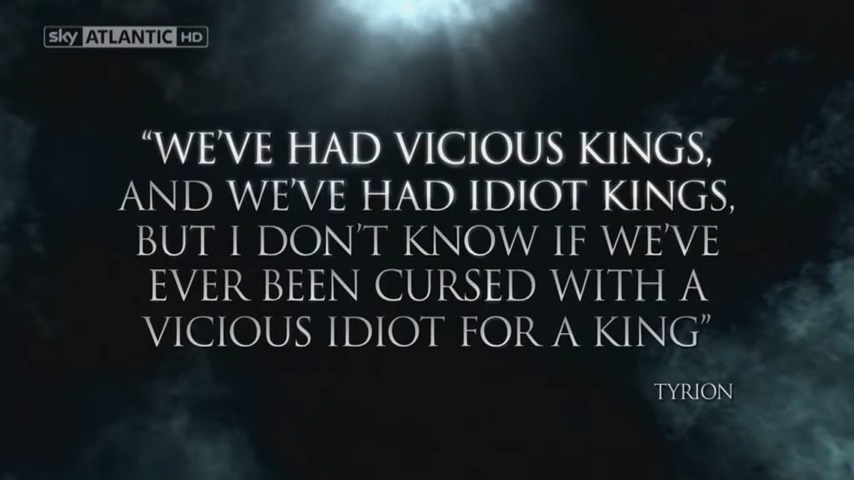 sky ATLANTIC HD
“WE’VE HAD VICIOUS KINGS,
AND WE’VE HAD IDIOT KINGS,
BUT I DON’T KNOW IF WE’VE
EVER BEEN CURSED WITH A
VICIOUS IDIOT FOR A KING”
TYRION